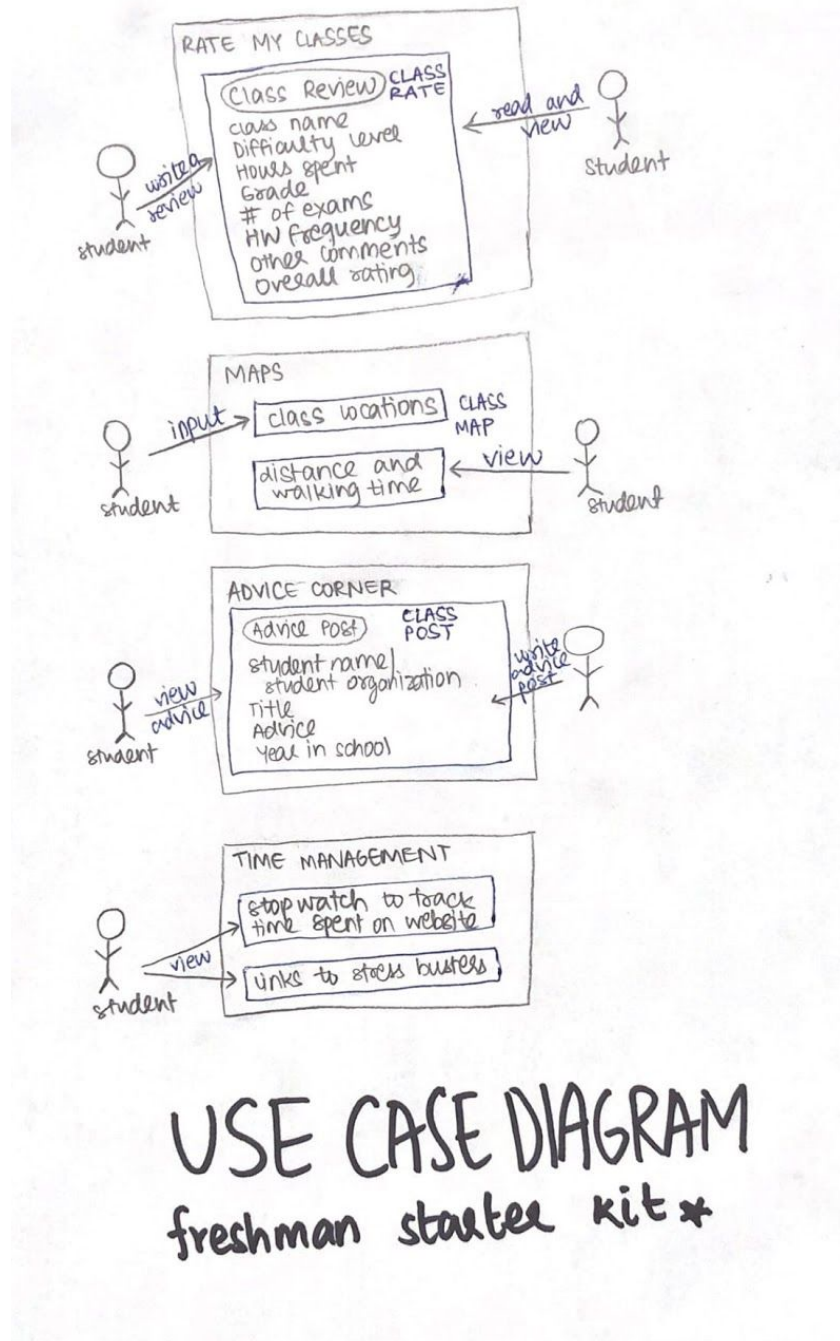 RATE MY CLASSES
Class Review
CLASS
RATE
class name
Difficulty level
Hours spent
Grade
# of exams
HW frequency
other comments
overall rating
write a
review
student
read and
view
student
MAPS
class locations
CLASS
MAP
distance and
walking time
input
student
view
student
ADVICE CORNER
Advice Post
CLASS
POST
student name/
student organization
Title
Advice
year in school
view
advice
student
write
advice
post
TIME MANAGEMENT
stopwatch to track
time spent on website
links to stress busters
view
student
USE CASE DIAGRAM
freshman starter kit*